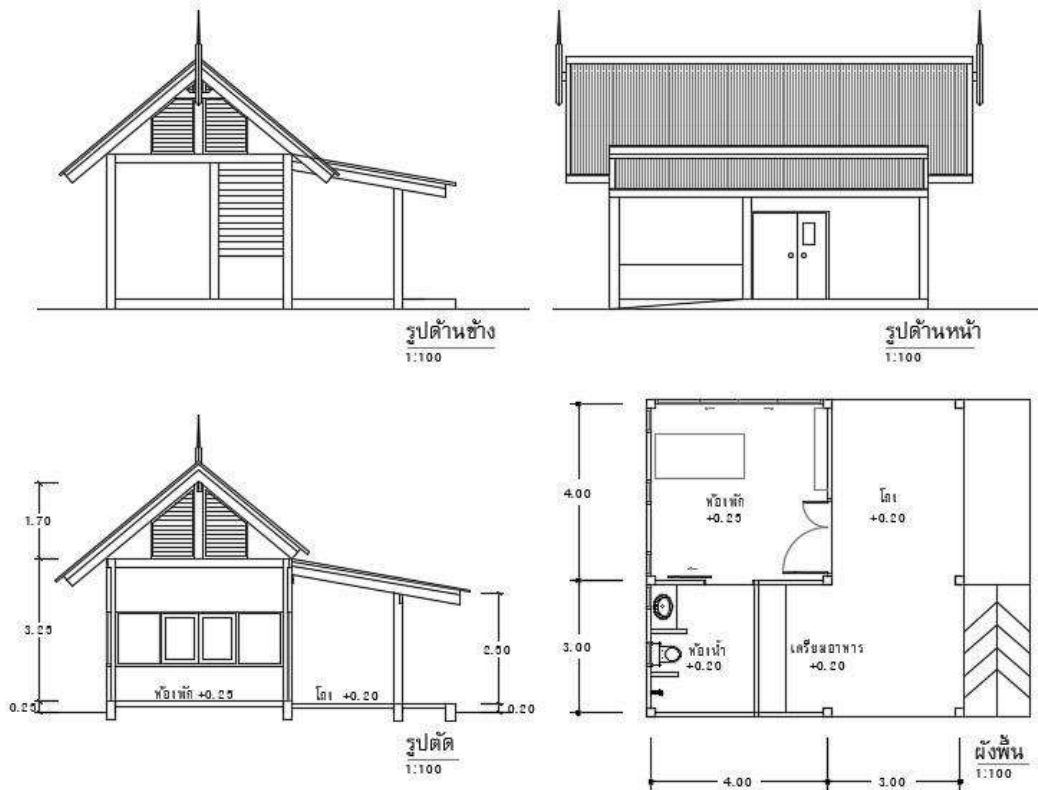 รูปด้านข้าง
1:100
รูปด้านหน้า
1:100
1.70
3.25
0.25
2.50
0.20
ห้องพัก +0.25
โถง +0.20
รูปตัด
1:100
4.00
3.00
ห้องพัก
+0.25
โถง
+0.20
ห้องน้ำ
+0.20
เตรียมอาหาร
+0.20
4.00
3.00
ผังพื้น
1:100